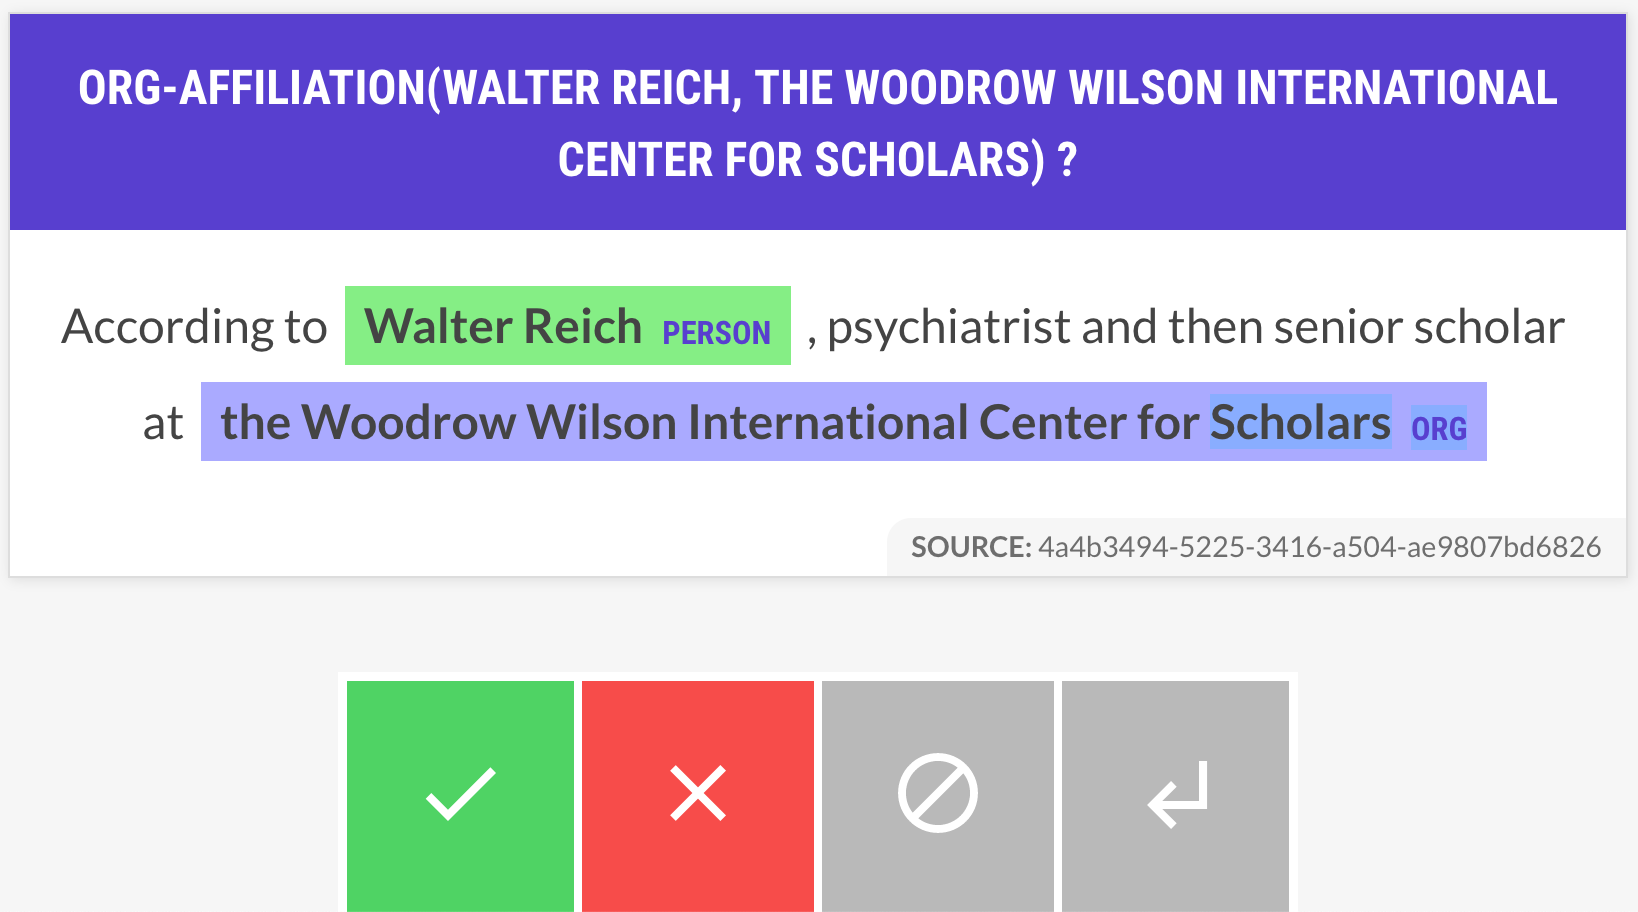 ORG-AFFILIATION(WALTER REICH, THE WOODROW WILSON INTERNATIONAL
CENTER FOR SCHOLARS) ?
According to Walter Reich PERSON , psychiatrist and then senior scholar
at the Woodrow Wilson International Center for Scholars ORG
SOURCE: 4a4b3494-5225-3416-a504-ae9807bd6826